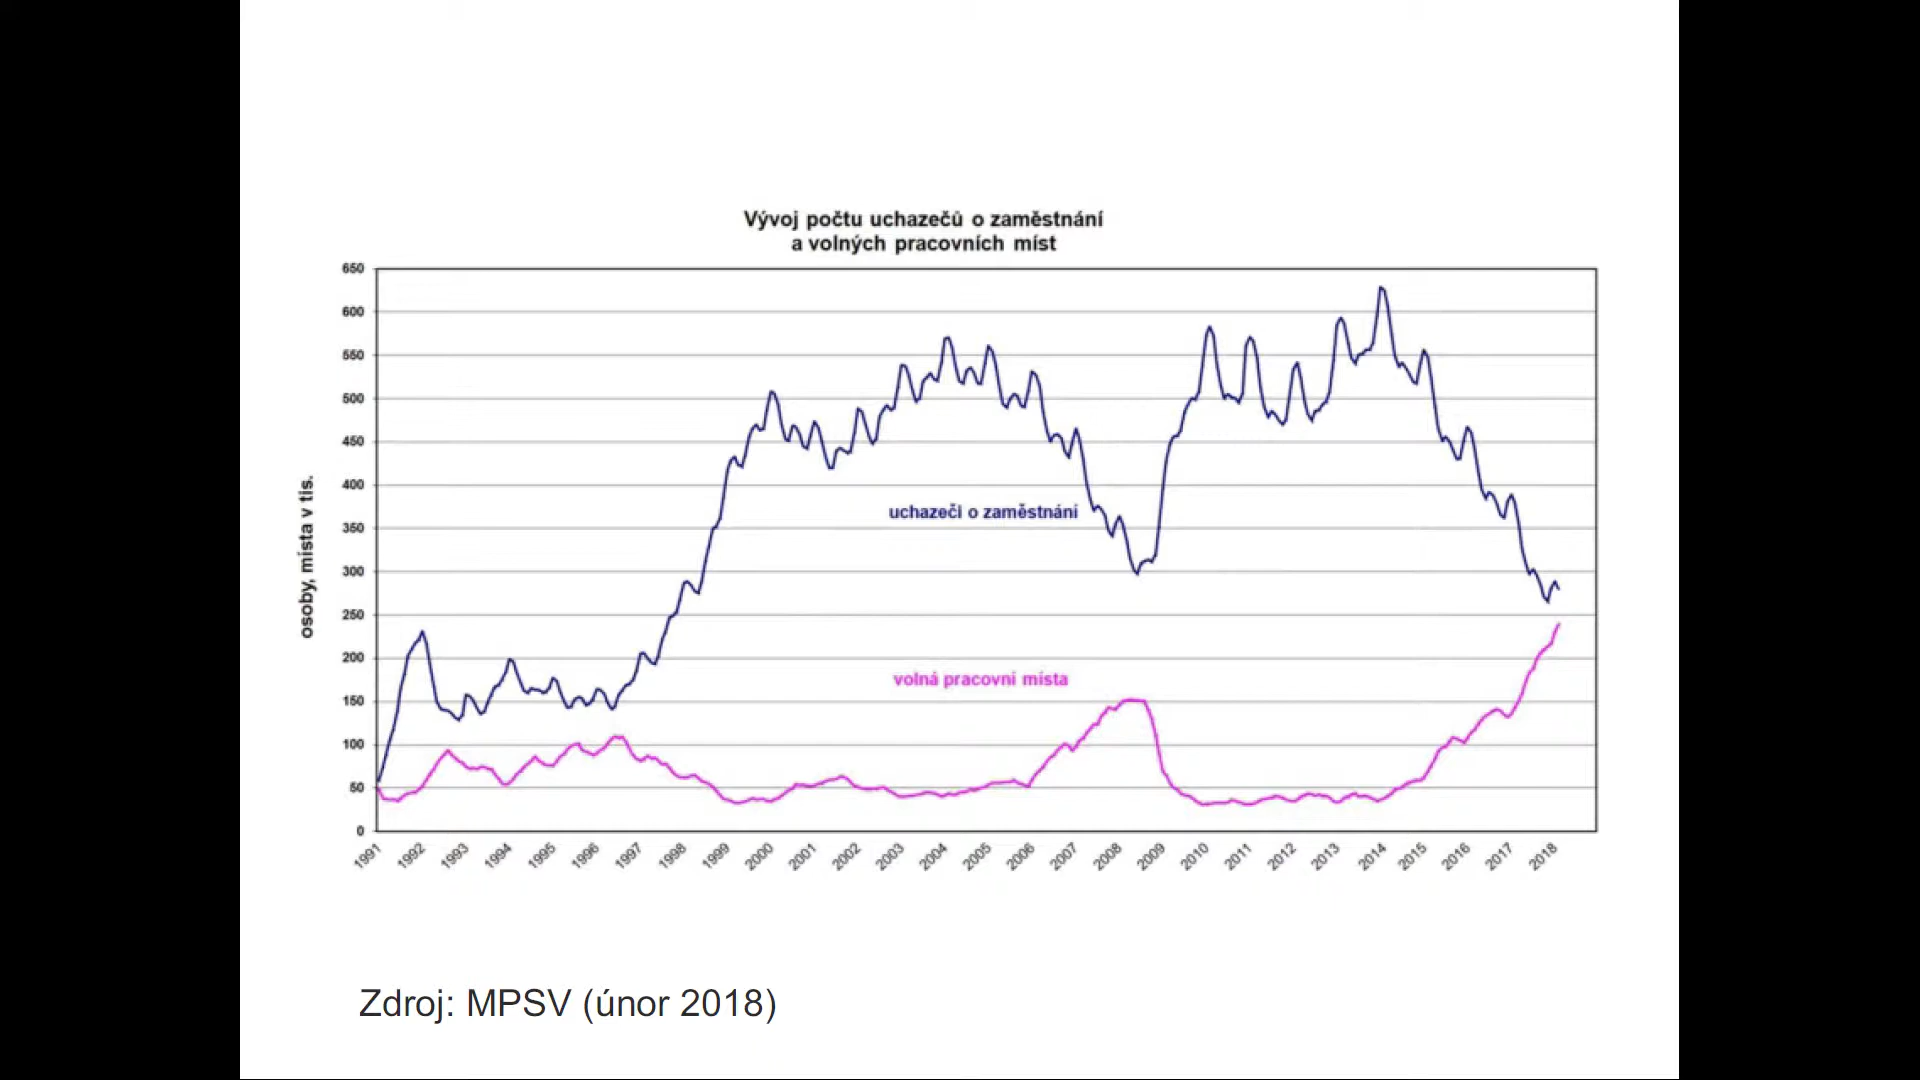 Vývoj počtu uchazečů o zaměstnání
a volných pracovních míst
osoby, místa v tis.
650
600
550
500
450
400
350
300
250
200
150
100
50
0
uchazeči o zaměstnání
volná pracovní místa
1991 1992 1993 1994 1995 1996 1997 1998 1999 2000 2001 2002 2003 2004 2005 2006 2007 2008 2009 2010 2011 2012 2013 2014 2015 2016 2017 2018
Zdroj: MPSV (únor 2018)